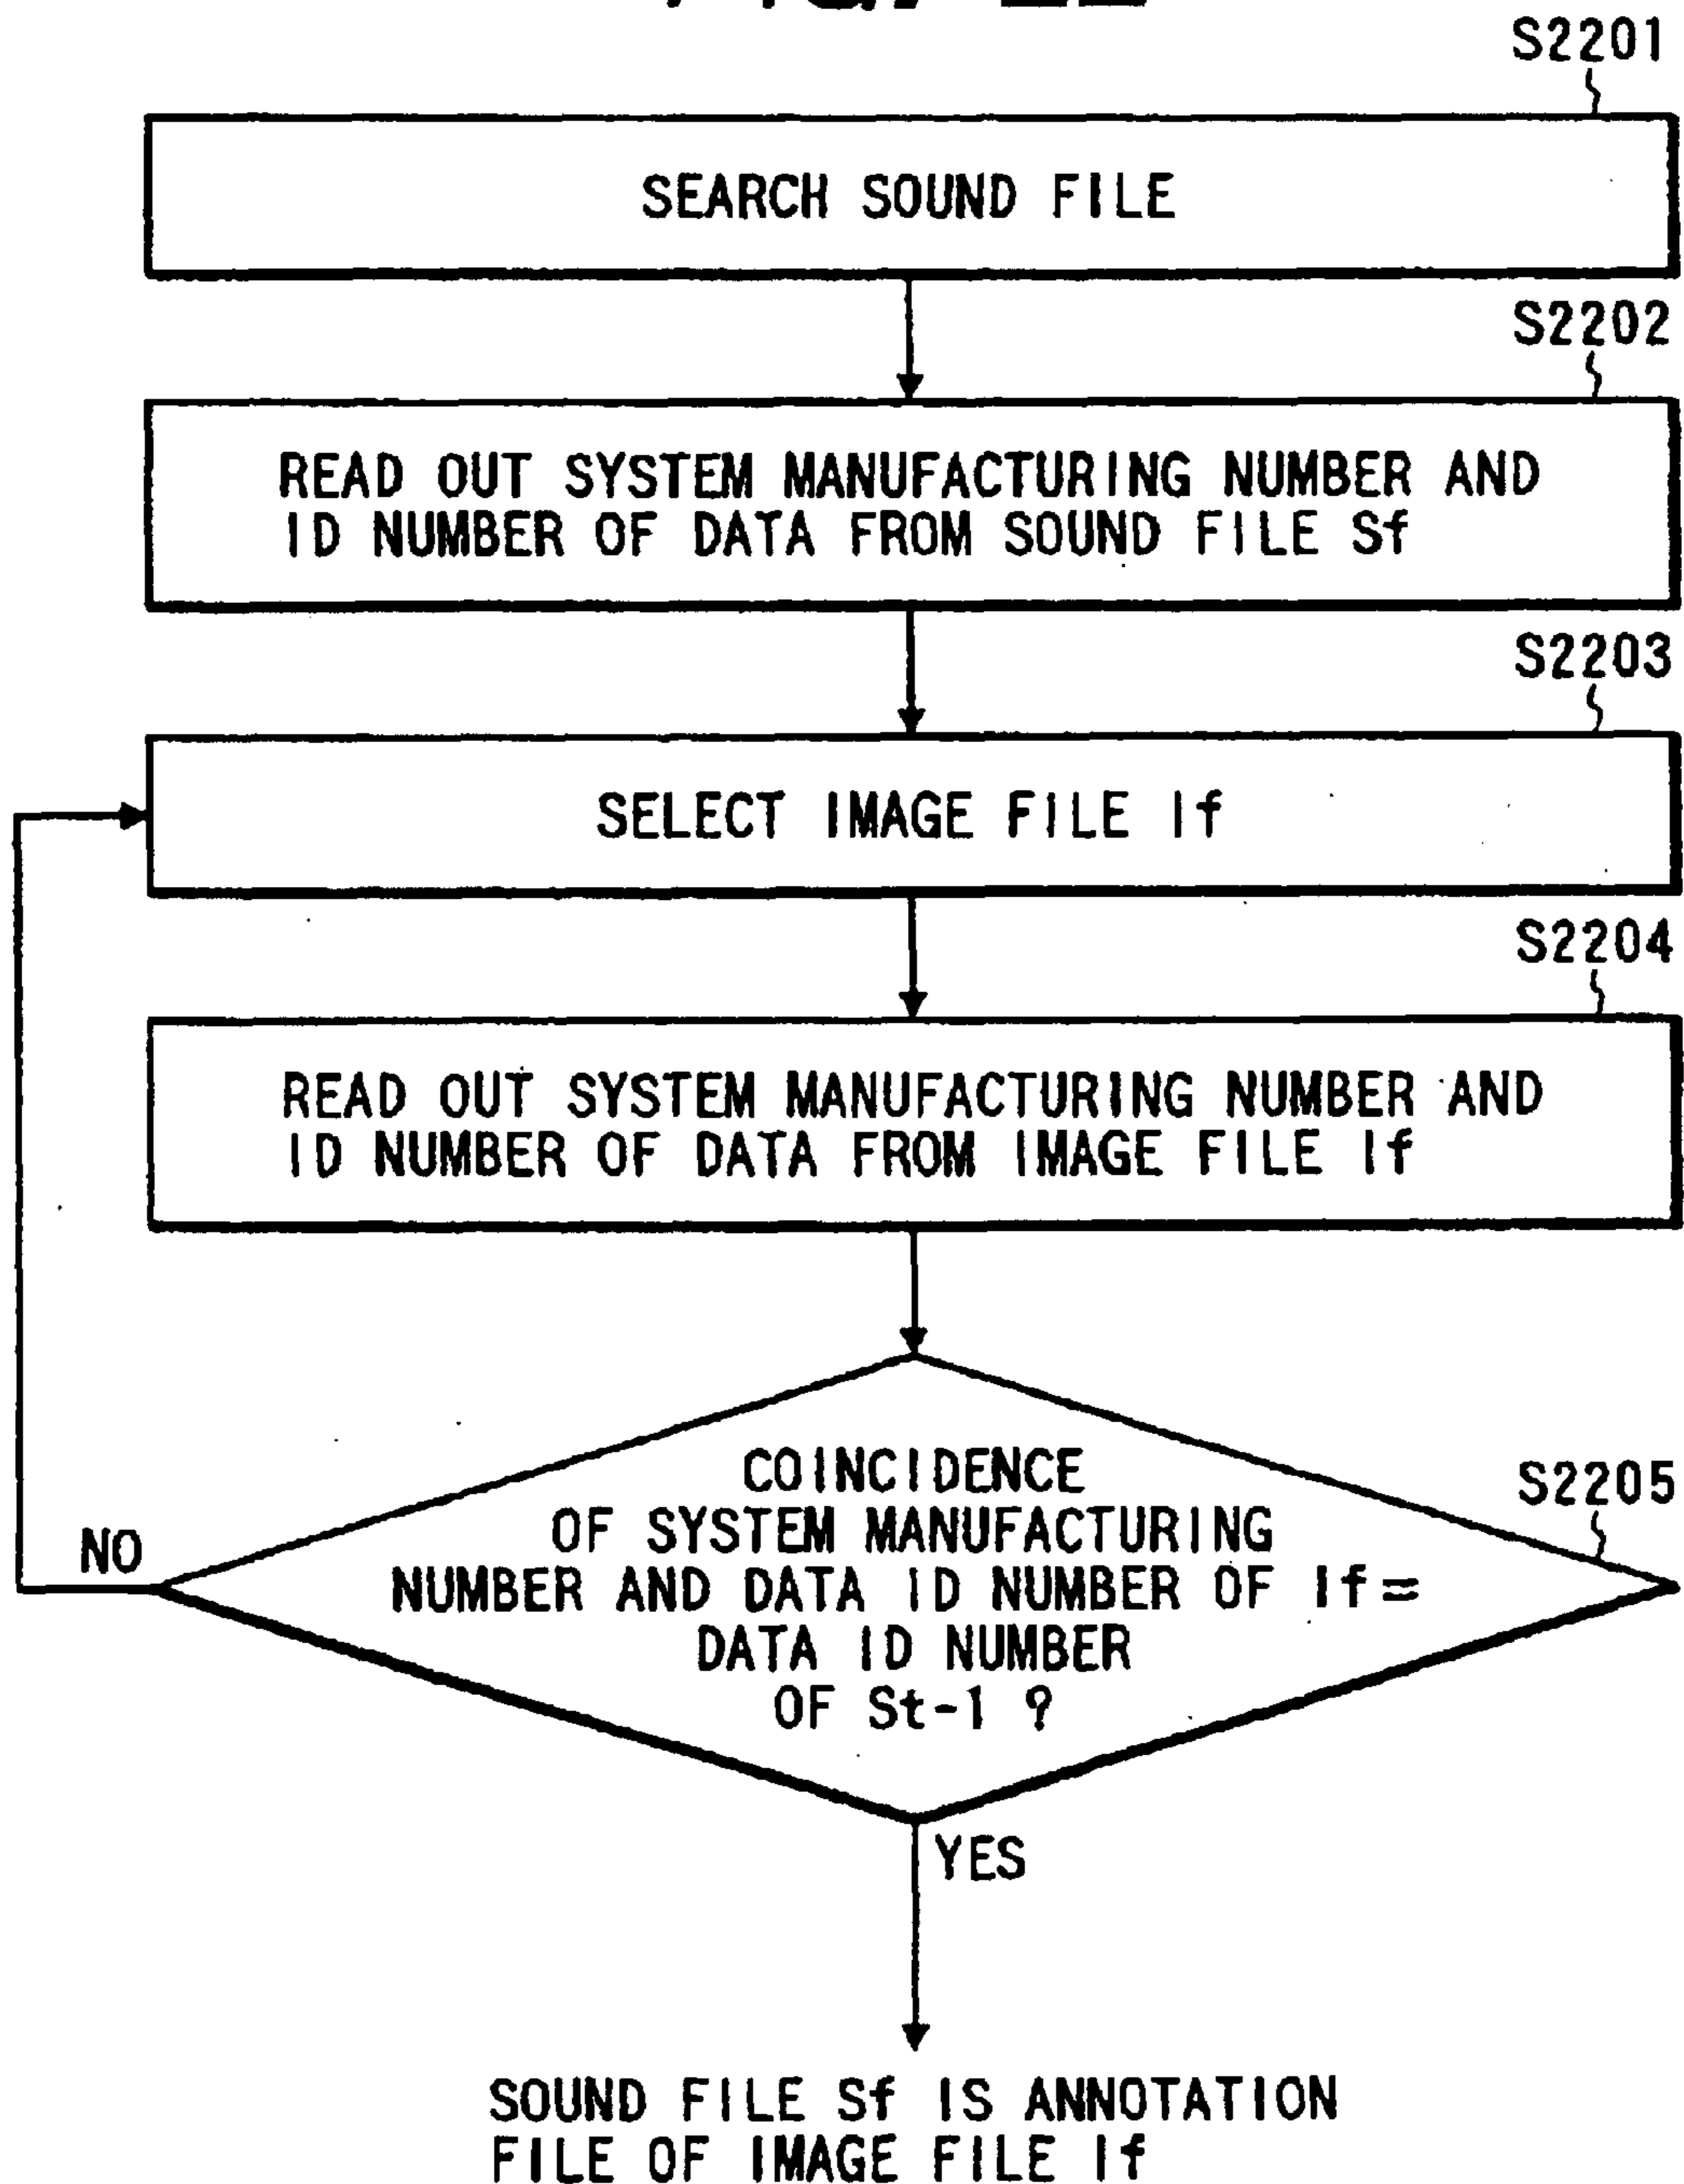 S2201
SEARCH SOUND FILE
S2202
READ OUT SYSTEM MANUFACTURING NUMBER AND
ID NUMBER OF DATA FROM SOUND FILE Sf
S2203
SELECT IMAGE FILE If
S2204
READ OUT SYSTEM MANUFACTURING NUMBER AND
ID NUMBER OF DATA FROM IMAGE FILE If
S2205
COINCIDENCE
OF SYSTEM MANUFACTURING
NUMBER AND DATA ID NUMBER OF If=
DATA ID NUMBER
OF St-1 ?
NO
YES
SOUND FILE Sf IS ANNOTATION
FILE OF IMAGE FILE If